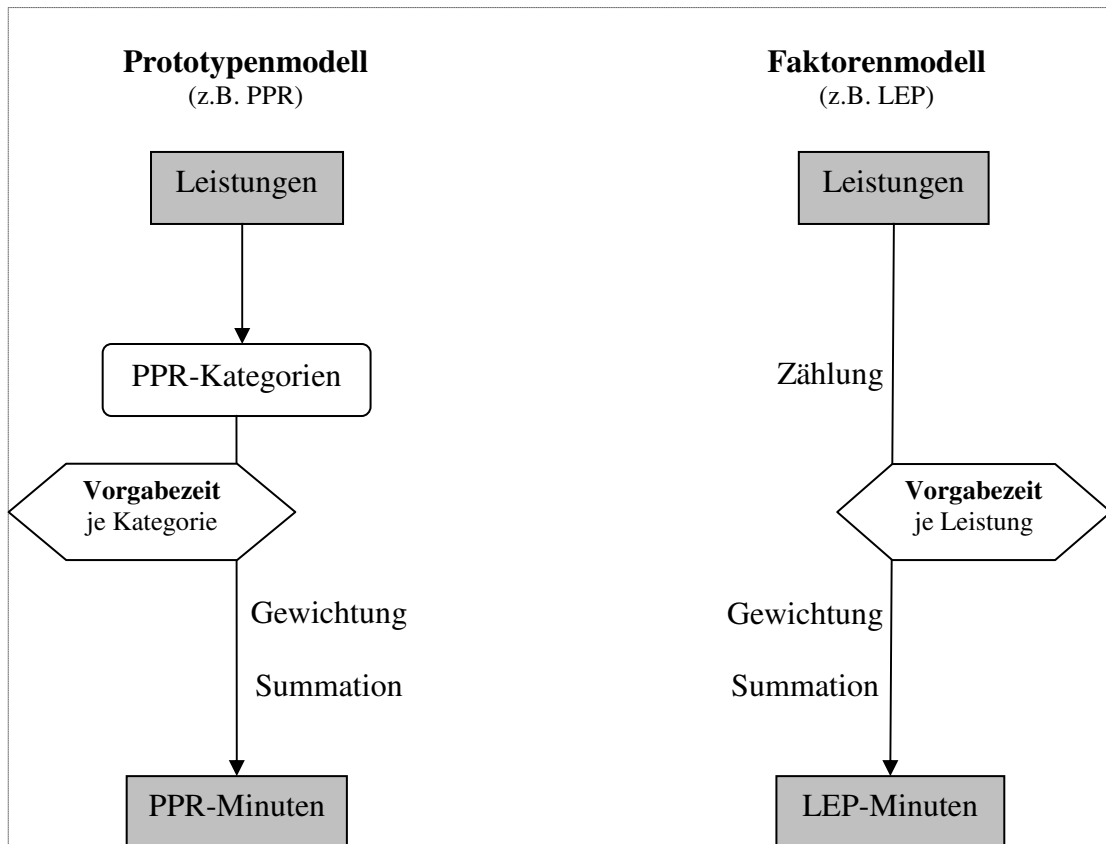 Prototypenmodell
(z.B. PPR)
Leistungen
PPR-Kategorien
Vorgabezeit
je Kategorie
Gewichtung
Summation
PPR-Minuten
Faktorenmodell
(z.B. LEP)
Leistungen
Zählung
Vorgabezeit
je Leistung
Gewichtung
Summation
LEP-Minuten